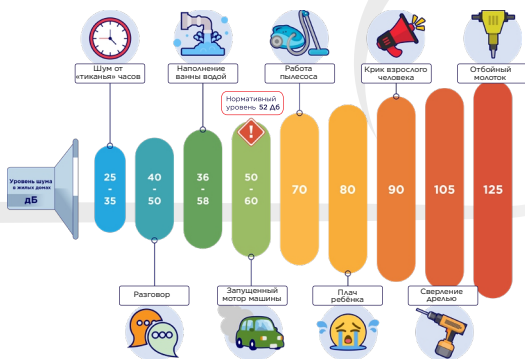 Шум от
«тиканья» часов
Наполнение
ванны водой
Работа
пылесоса
Крик взрослого
человека
Отбойный
молоток
Нормативный
уровень 52 Дб
Уровень шума
в жилых домах
дБ
25
-
35
40
-
50
36
-
58
50
-
60
70
80
90
105
125
Разговор
Запущенный
мотор машины
Плач
ребёнка
Сверление
дрелью